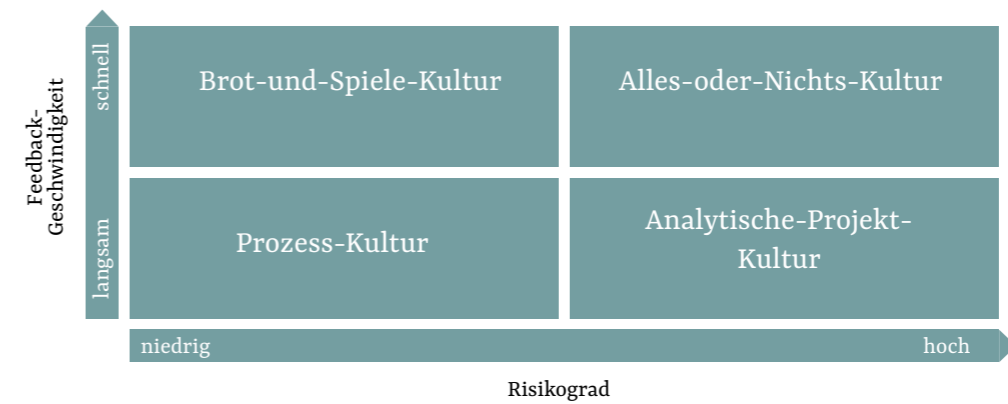 Feedback-
Geschwindigkeit
schnell
langsam
Brot-und-Spiele-Kultur
Alles-oder-Nichts-Kultur
Prozess-Kultur
Analytische-Projekt-
Kultur
niedrig
hoch
Risikograd